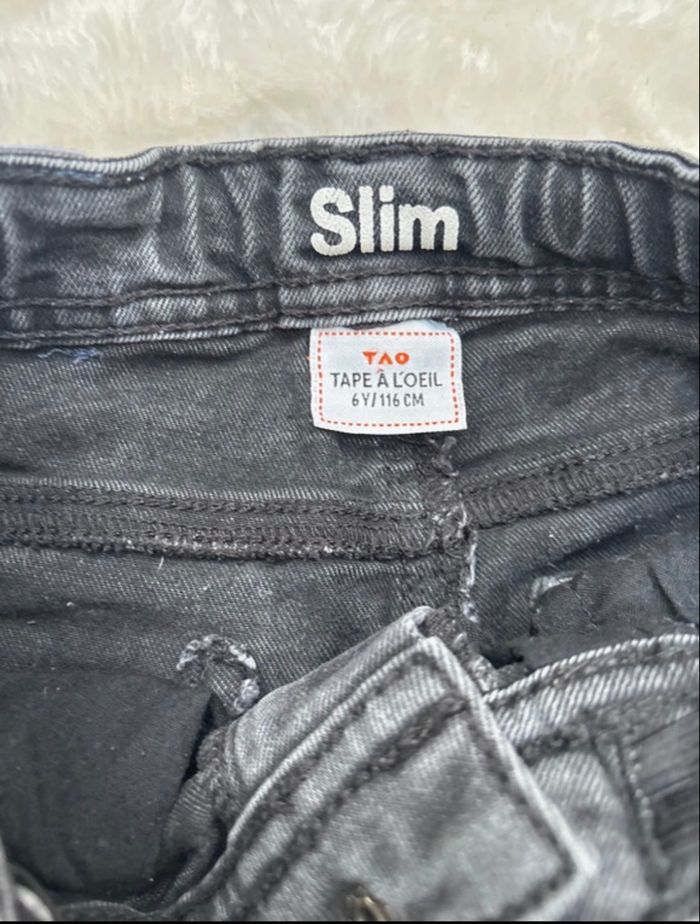 Slim
TAO
TAPE À L'OEIL
6Y/116 CM